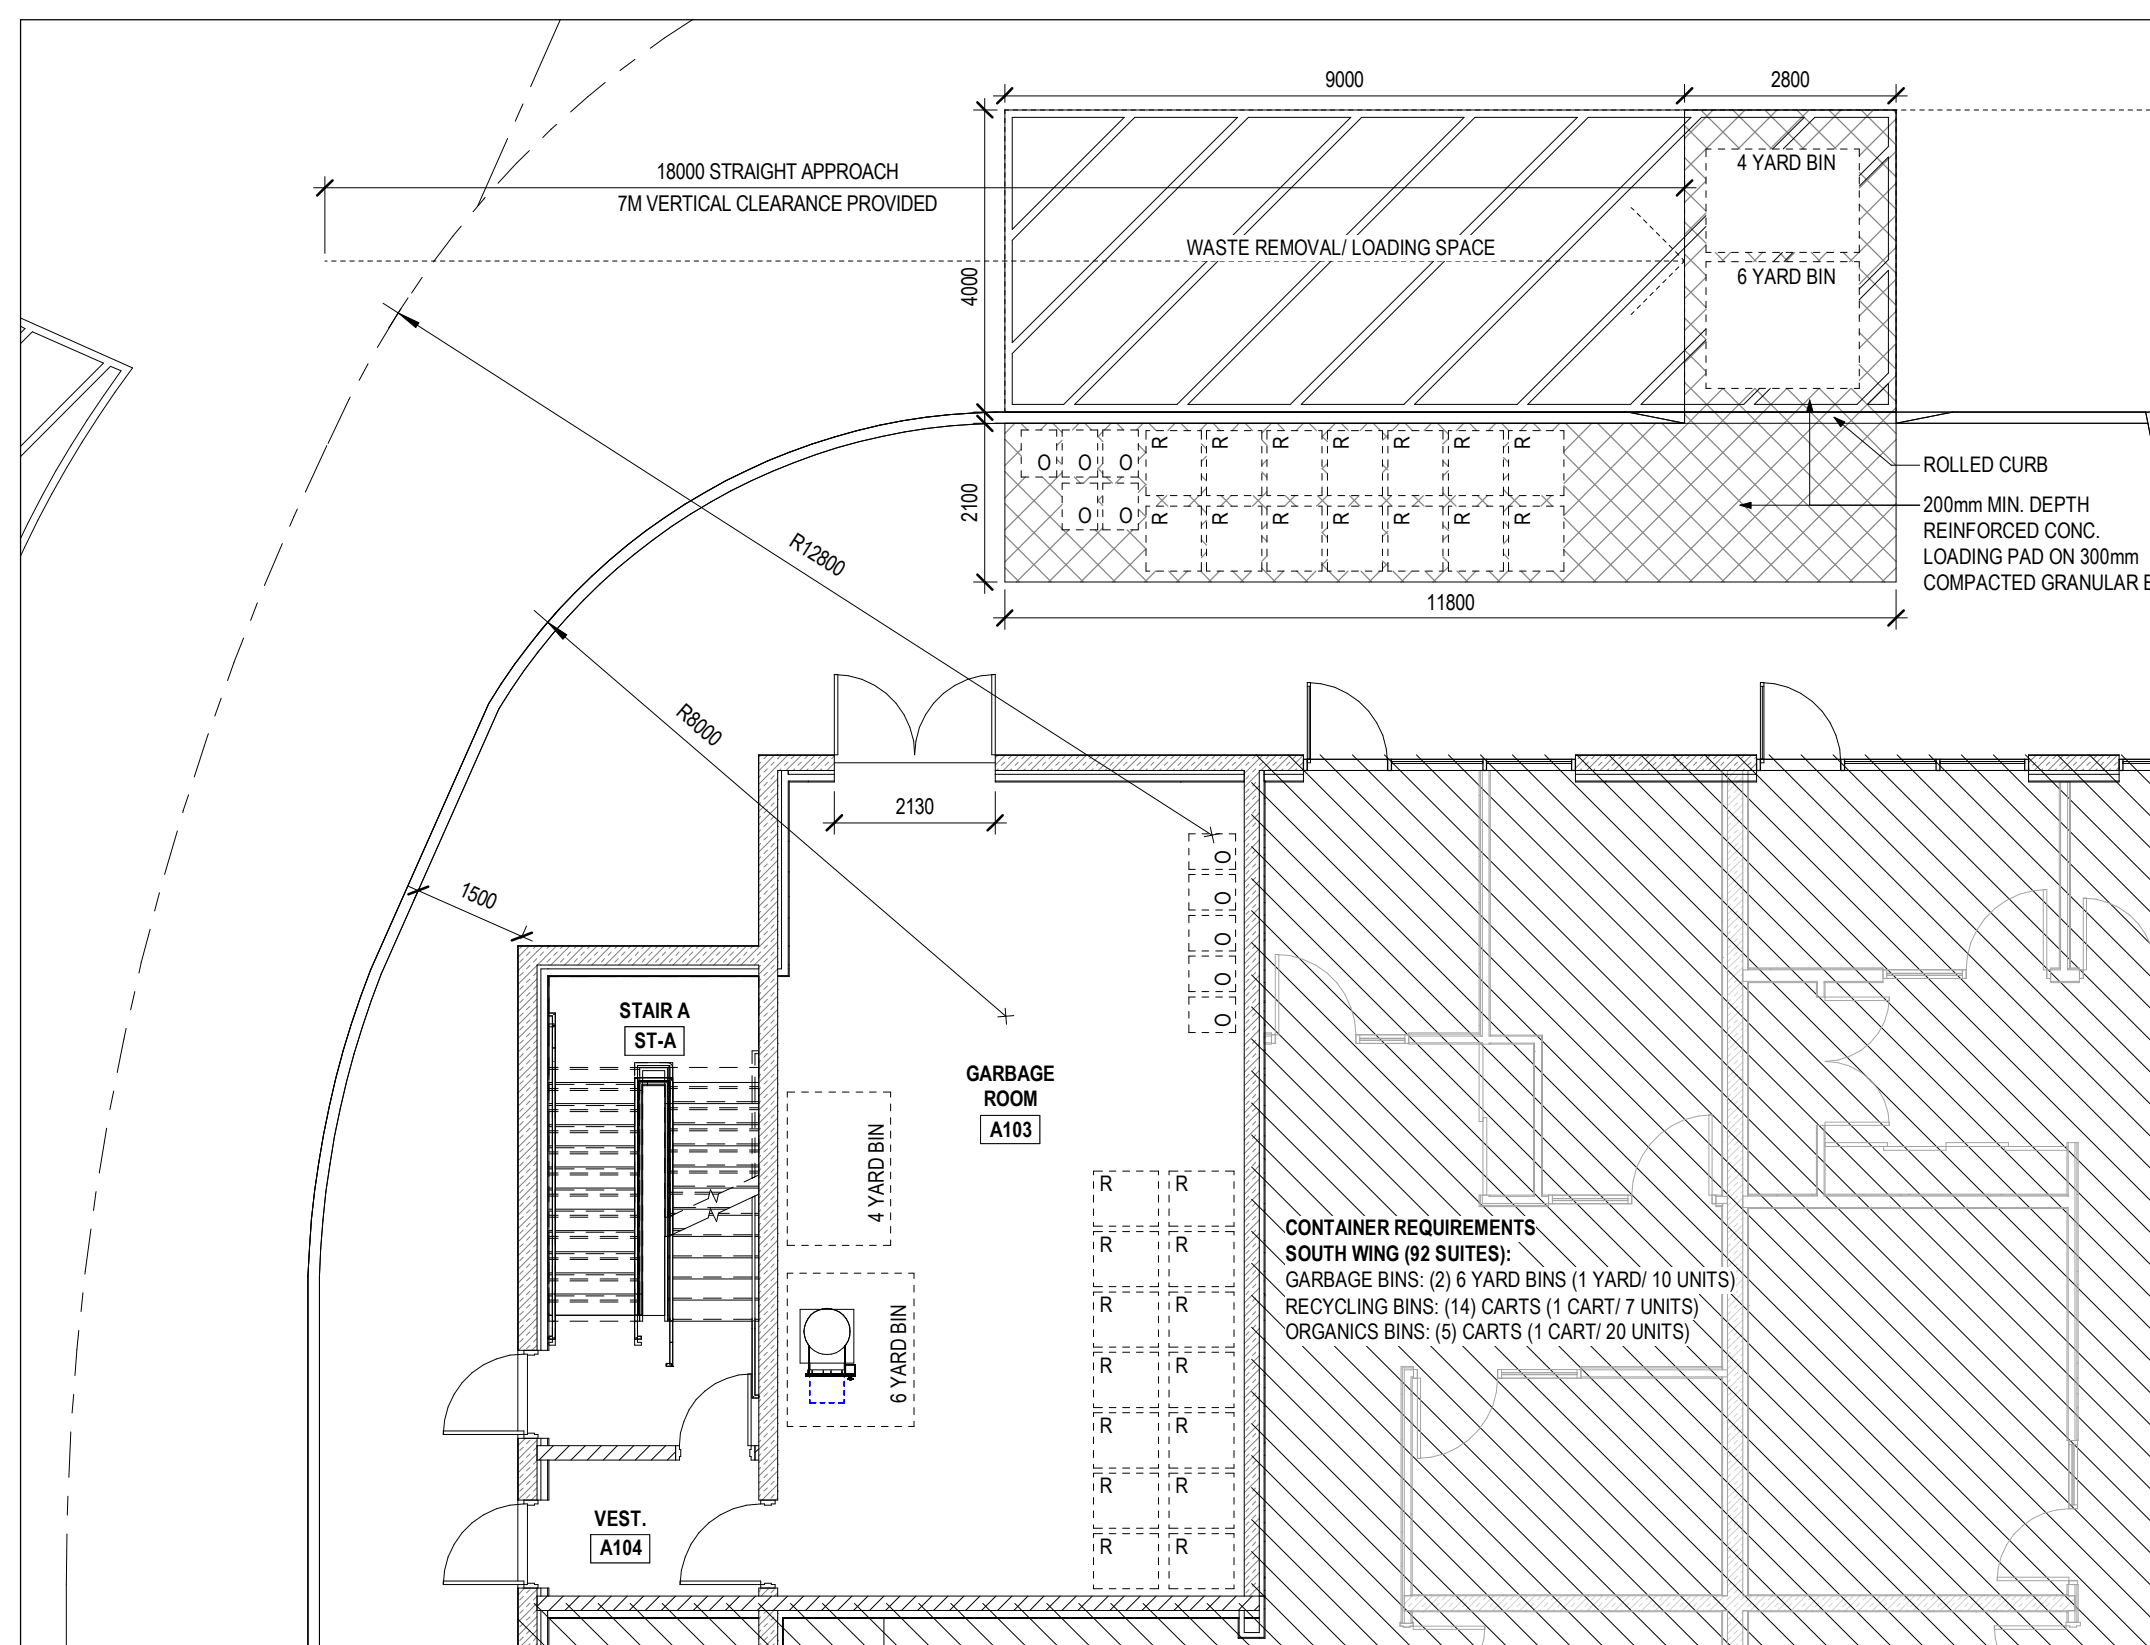 9000
2800
18000 STRAIGHT APPROACH
7M VERTICAL CLEARANCE PROVIDED
4 YARD BIN
WASTE REMOVAL/ LOADING SPACE
6 YARD BIN
4000
O O O R R R R R R R
O O R R R R R R R
2100
ROLLED CURB
200mm MIN. DEPTH
REINFORCED CONC.
LOADING PAD ON 300mm
COMPACTED GRANULAR
11800
R12800
R8000
2130
1500
O
O
O
O
O
STAIR A
ST-A
GARBAGE
ROOM
A103
4 YARD BIN
6 YARD BIN
R R
R R
R R
R R
R R
R R
R R
CONTAINER REQUIREMENTS
SOUTH WING (92 SUITES):
GARBAGE BINS: (2) 6 YARD BINS (1 YARD/ 10 UNITS)
RECYCLING BINS: (14) CARTS (1 CART/ 7 UNITS)
ORGANICS BINS: (5) CARTS (1 CART/ 20 UNITS)
VEST.
A104